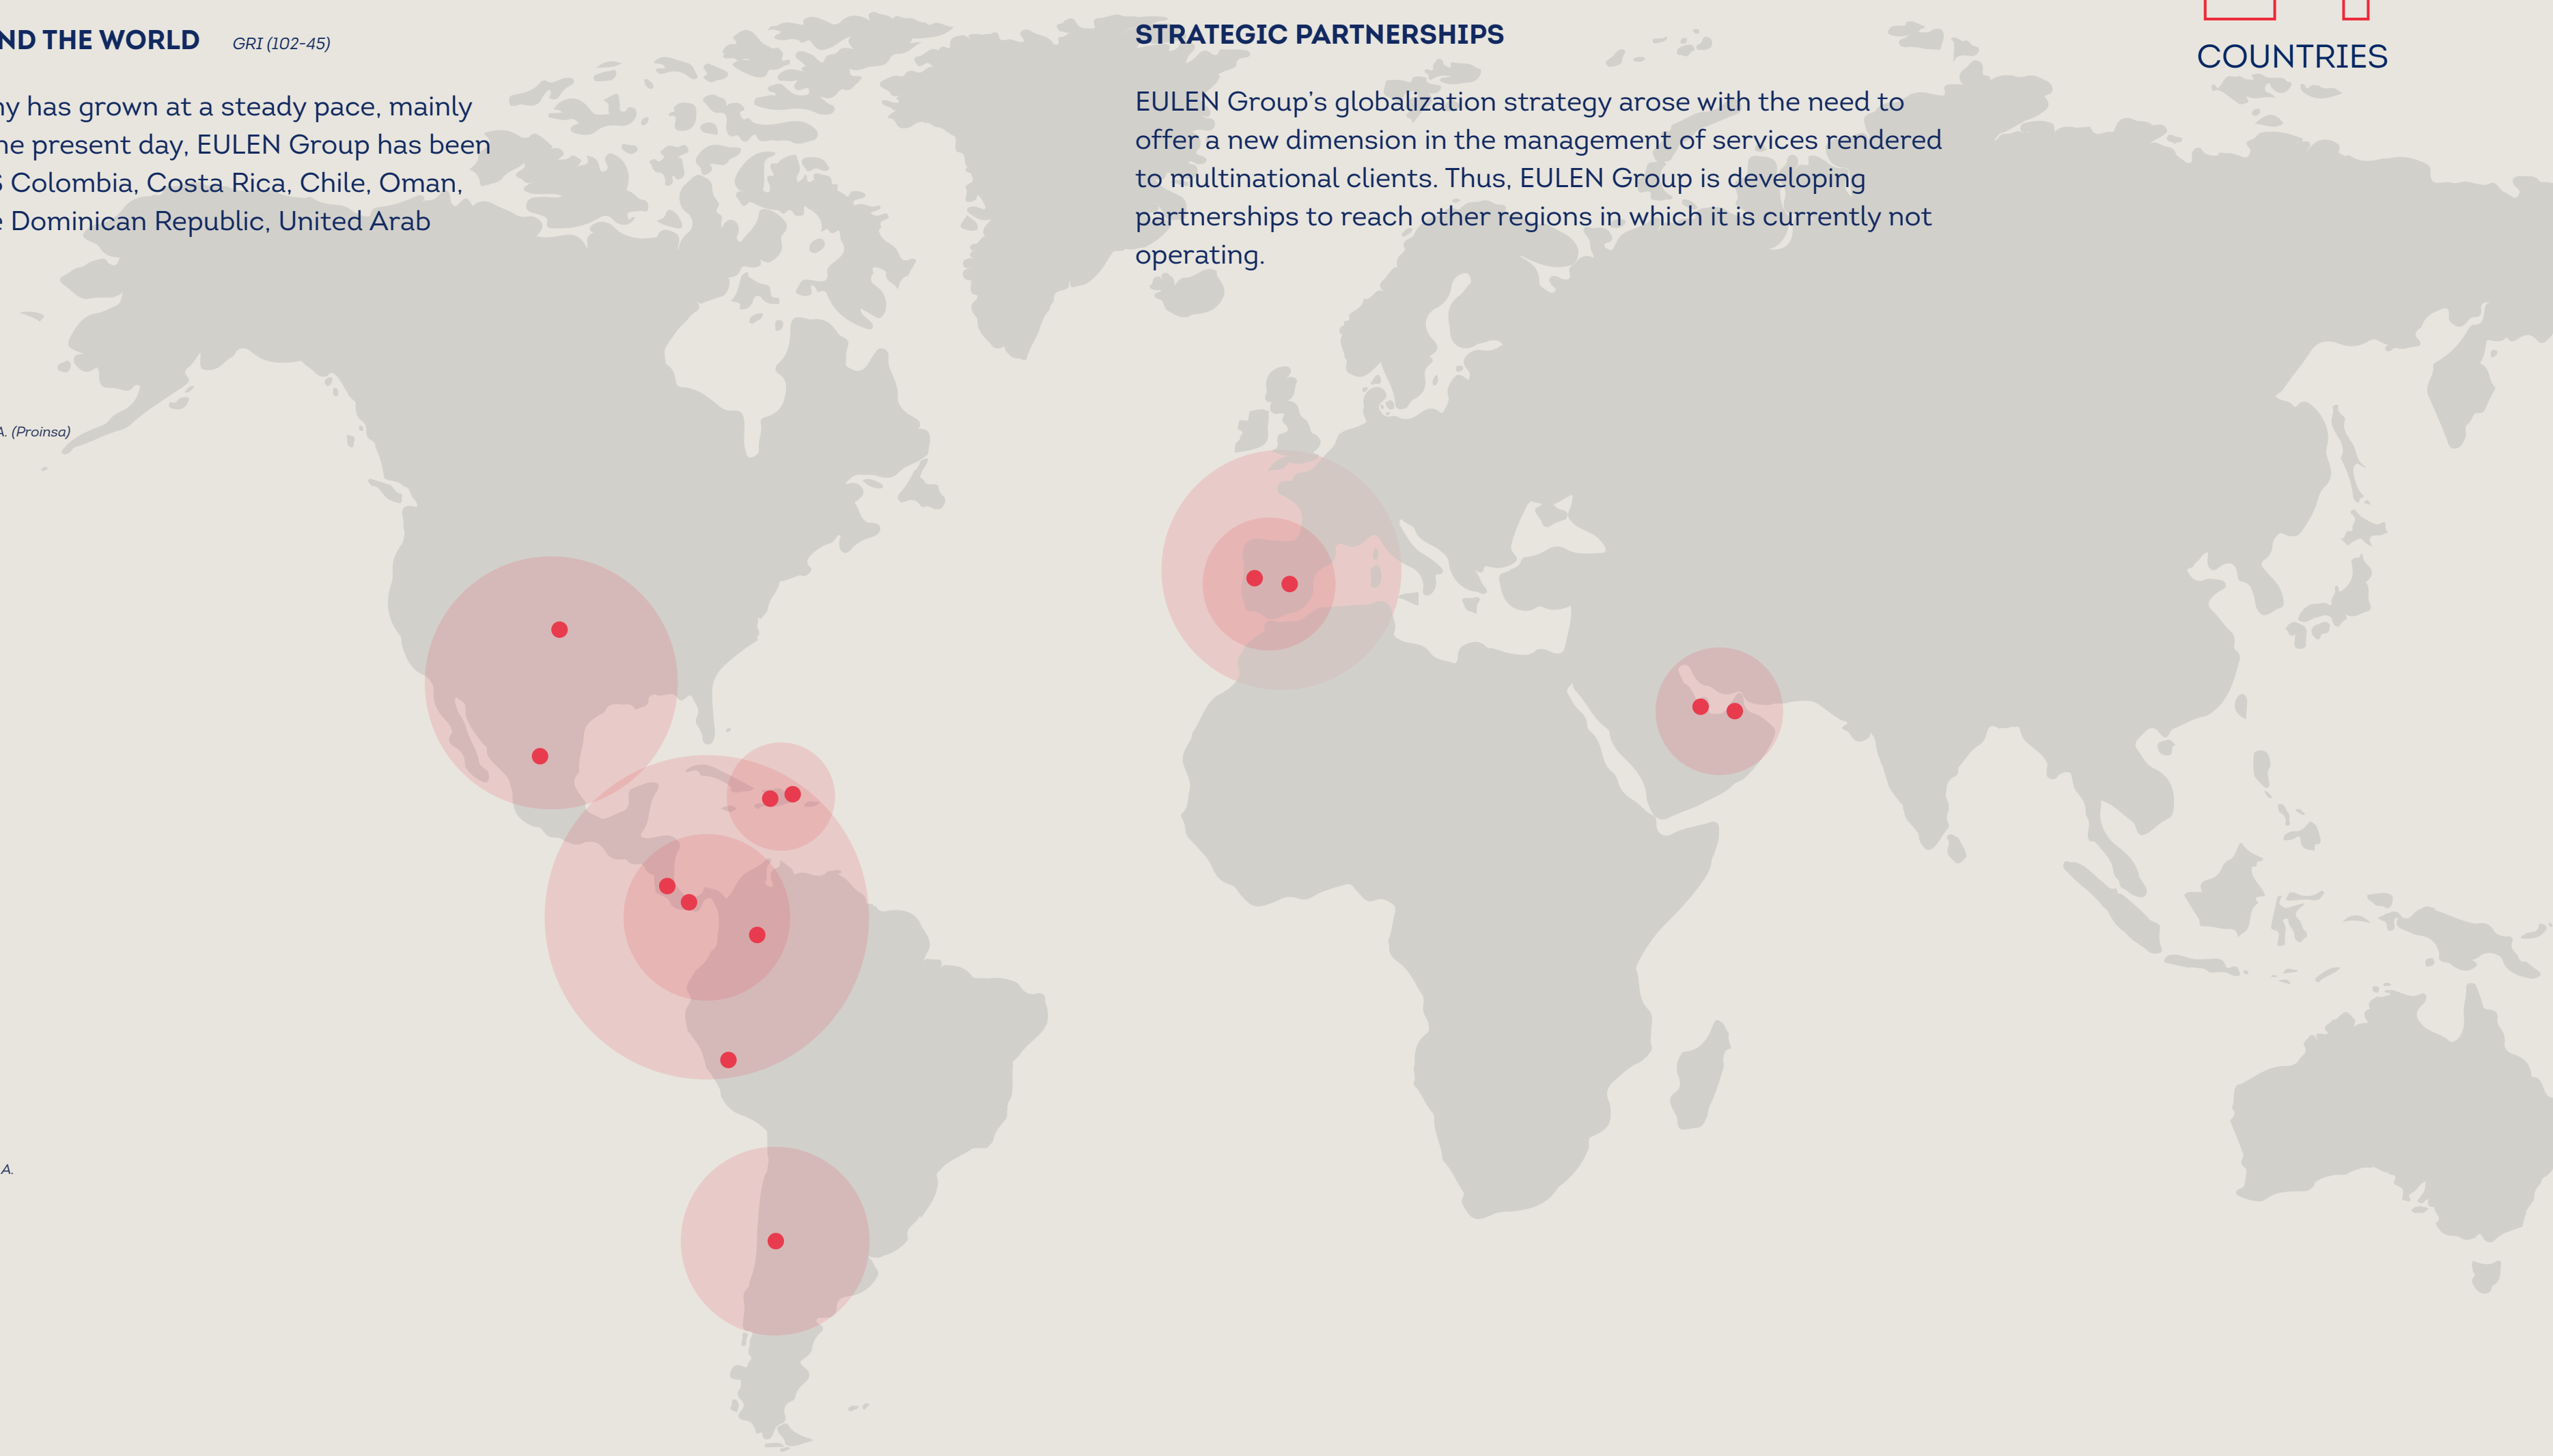 ND THE WORLD GRI (102-45)
has grown at a steady pace, mainly
present day, EULEN Group has been
Colombia, Costa Rica, Chile, Oman,
Dominican Republic, United Arab
A. (Proinsa)
A.
STRATEGIC PARTNERSHIPS
EULEN Group's globalization strategy arose with the need to
offer a new dimension in the management of services rendered
to multinational clients. Thus, EULEN Group is developing
partnerships to reach other regions in which it is currently not
operating.
COUNTRIES